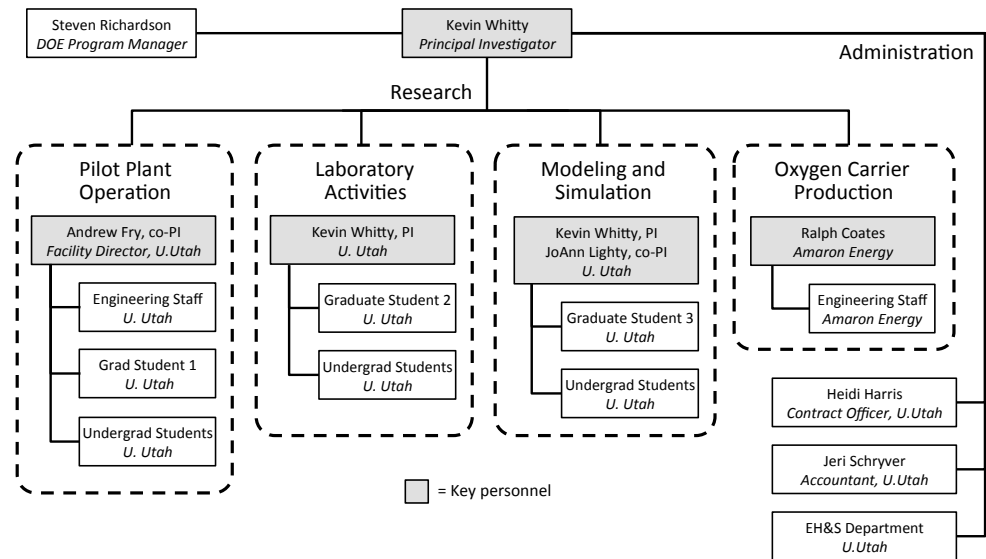 Steven Richardson
DOE Program Manager
Kevin Whitty
Principal Investigator
Administration
Research
Pilot Plant
Operation
Andrew Fry, co-PI
Facility Director, U.Utah
Engineering Staff
U. Utah
Grad Student 1
U. Utah
Undergrad Students
U. Utah
Laboratory
Activities
Kevin Whitty, PI
U. Utah
Graduate Student 2
U. Utah
Undergrad Students
U. Utah
Modeling and
Simulation
Kevin Whitty, PI
JoAnn Lighty, co-PI
U. Utah
Graduate Student 3
U. Utah
Undergrad Students
U. Utah
Oxygen Carrier
Production
Ralph Coates
Amaron Energy
Engineering Staff
Amaron Energy
Heidi Harris
Contract Officer, U.Utah
Jeri Schryver
Accountant, U.Utah
EH&S Department
U.Utah
= Key personnel